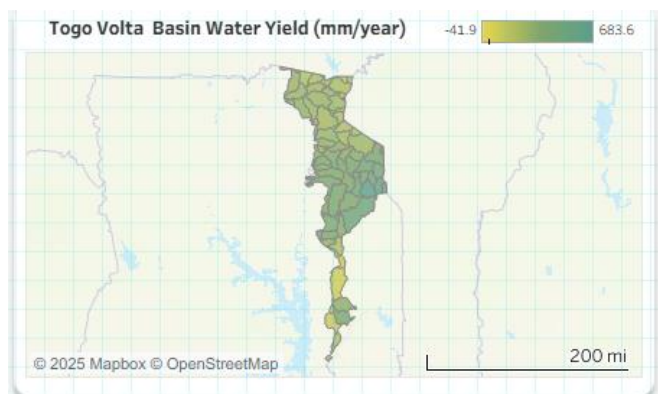 Togo Volta Basin Water Yield (mm/year)
-41.9
683.6
© 2025 Mapbox © OpenStreetMap
200 mi